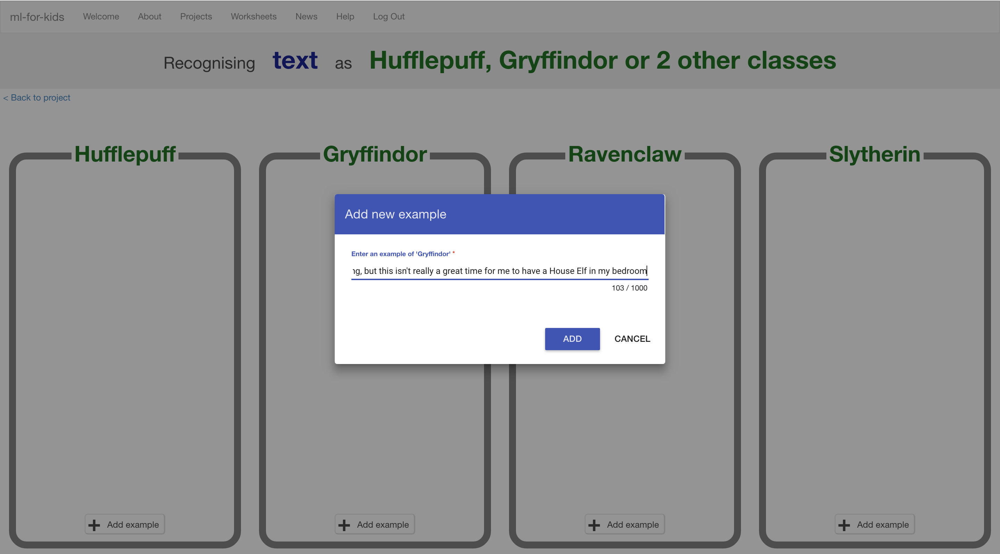 ml-for-kids Welcome About Projects Worksheets News Help Log Out
Recognising text as Hufflepuff, Gryffindor or 2 other classes
< Back to project
Hufflepuff Gryffindor Ravenclaw Slytherin
Add new example
Enter an example of 'Gryffindor' *
ng, but this isn't really a great time for me to have a House Elf in my bedroom
103 / 1000
ADD CANCEL
Add example Add example Add example Add example